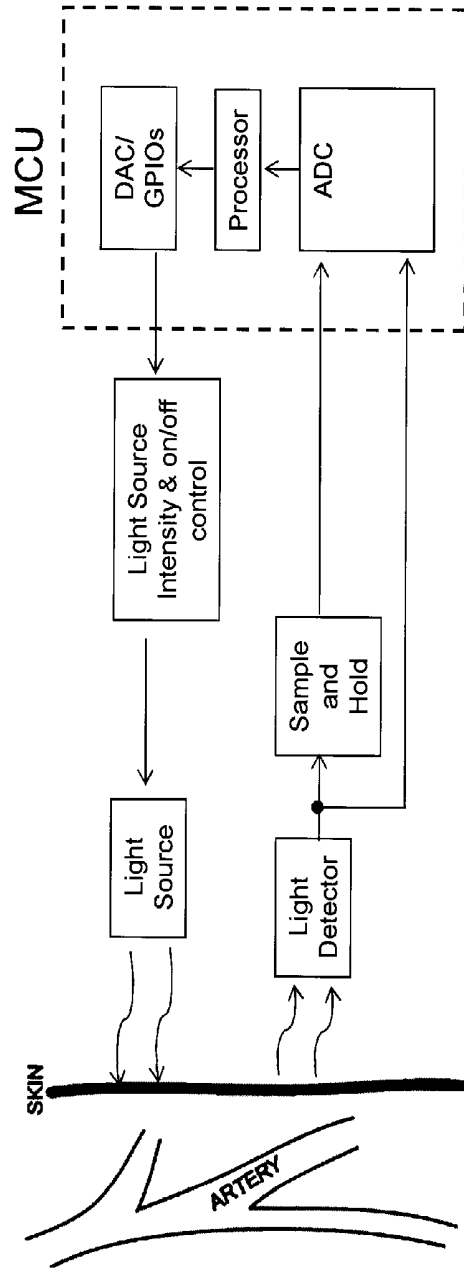 MCU
DAC/
GPIOs
Processor
ADC
Light Source
Intensity & on/off
control
Light
Source
Sample
and
Hold
Light
Detector
SKIN
ARTERY